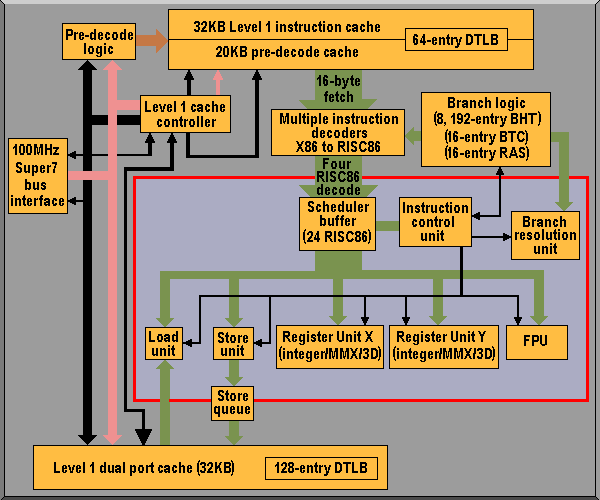 32KB Level 1 instruction cache
64-entry DTLB
20KB pre-decode cache
Pre-decode
logic
16-byte
fetch
Level 1 cache
controller
Multiple instruction
decoders
X86 to RISC86
Branch logic
(8, 192-entry BHT)
(16-entry BTC)
(16-entry RAS)
100MHz
Super7
bus
interface
Four
RISC86
decode
Scheduler
buffer
(24 RISC86)
Instruction
control
unit
Branch
resolution
unit
Load
unit
Store
unit
Register Unit X
(integer/MMX/3D)
Register Unit Y
(integer/MMX/3D)
FPU
Store
queue
Level 1 dual port cache (32KB)
128-entry DTLB